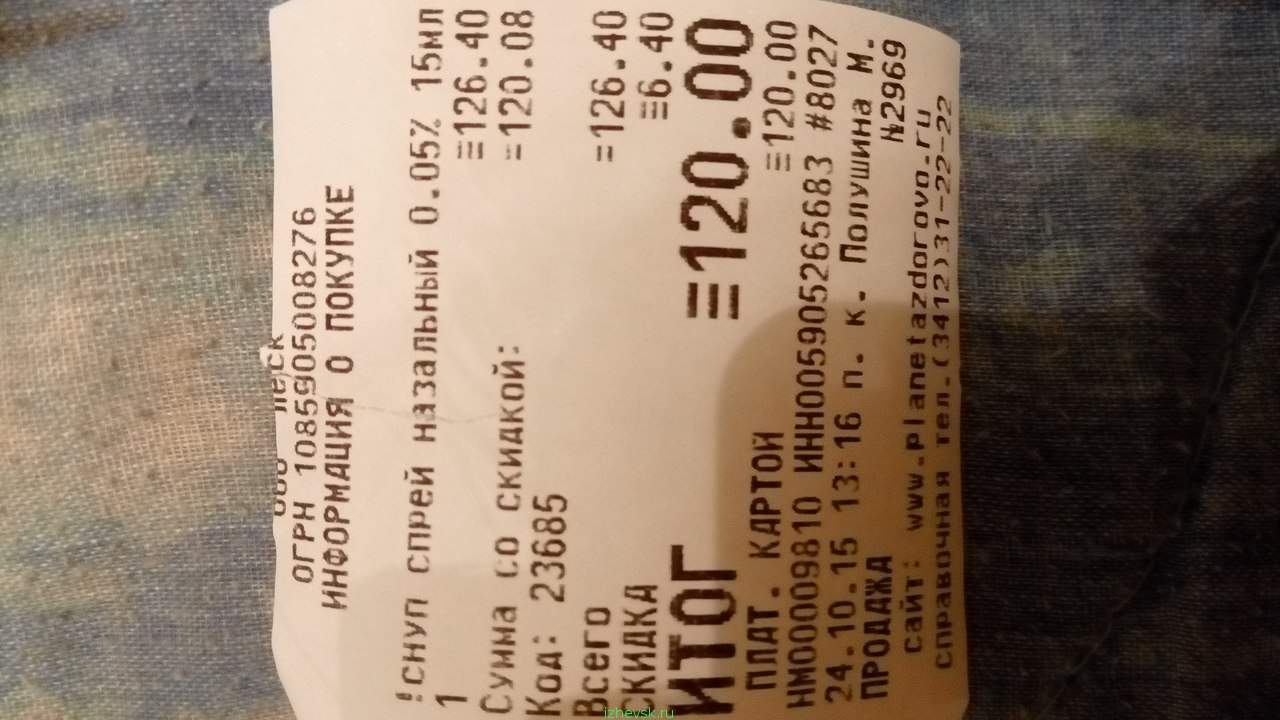 ООО
ОГРН 1085905008276
ИНФОРМАЦИЯ О ПОКУПКЕ
!СНУП СПРЕЙ НАЗАЛЬНЫЙ 0.05% 15МЛ
1 ≡126.40
Сумма со скидкой: =120.08
Код: 23685
Всего =126.40
СКИДКА ≡6.40
ИТОГ ≡120.00
ПЛАТ. КАРТОЙ ≡120.00
НМ00009810 ИНН005905265683 #8027
24.10.15 13:16 п. к. Полушина М.
ПРОДАЖА №2969
сайт: www.planetazdorovo.ru
справочная тел.(3412)31-22-22
izhevsk.ru